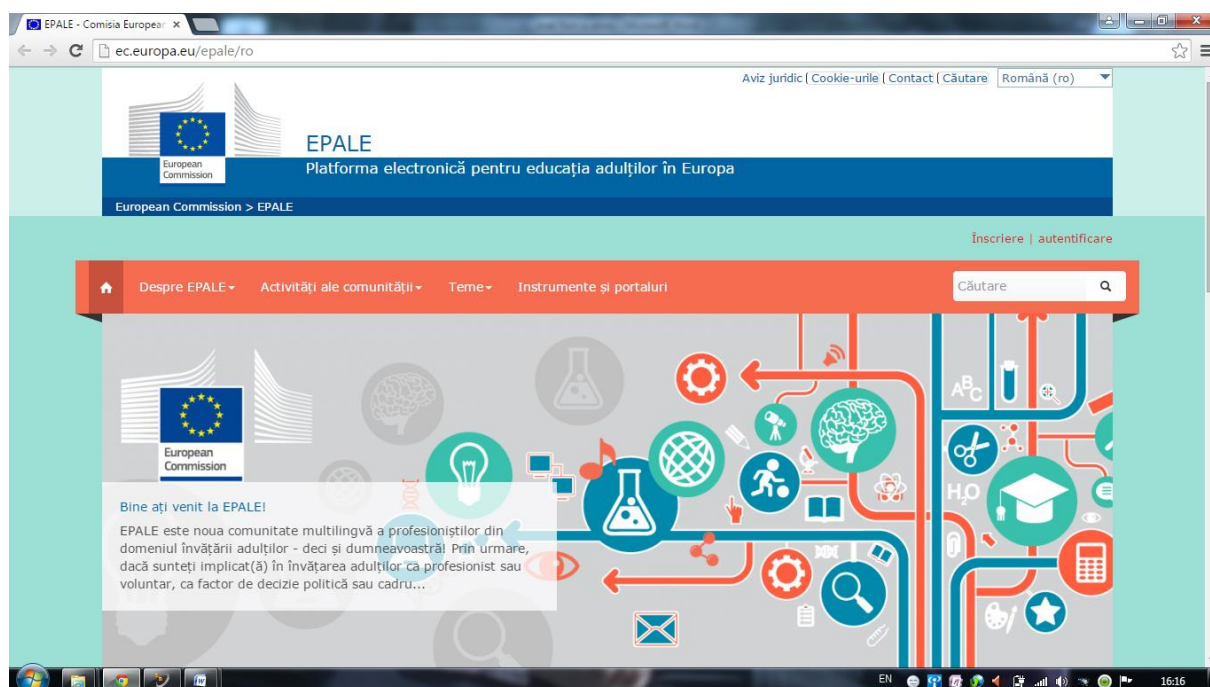 EPALE - Comisia European
ec.europa.eu/epale/ro
Aviz juridic | Cookie-urile | Contact | Căutare Română (ro)
European
Commission
EPALE
Platforma electronică pentru educația adulților în Europa
European Commission > EPALE
Înscriere | autentificare
Despre EPALE Activități ale comunității Teme Instrumente și portaluri Căutare
European
Commission
ABC
H2O
Bine ați venit la EPALE!
EPALE este noua comunitate multilingvă a profesioniștilor din
domeniul învățării adulților - deci și dumneavoastră! Prin urmare,
dacă sunteți implicat(ă) în învățarea adulților ca profesionist sau
voluntar, ca factor de decizie politică sau cadru...
EN 16:16